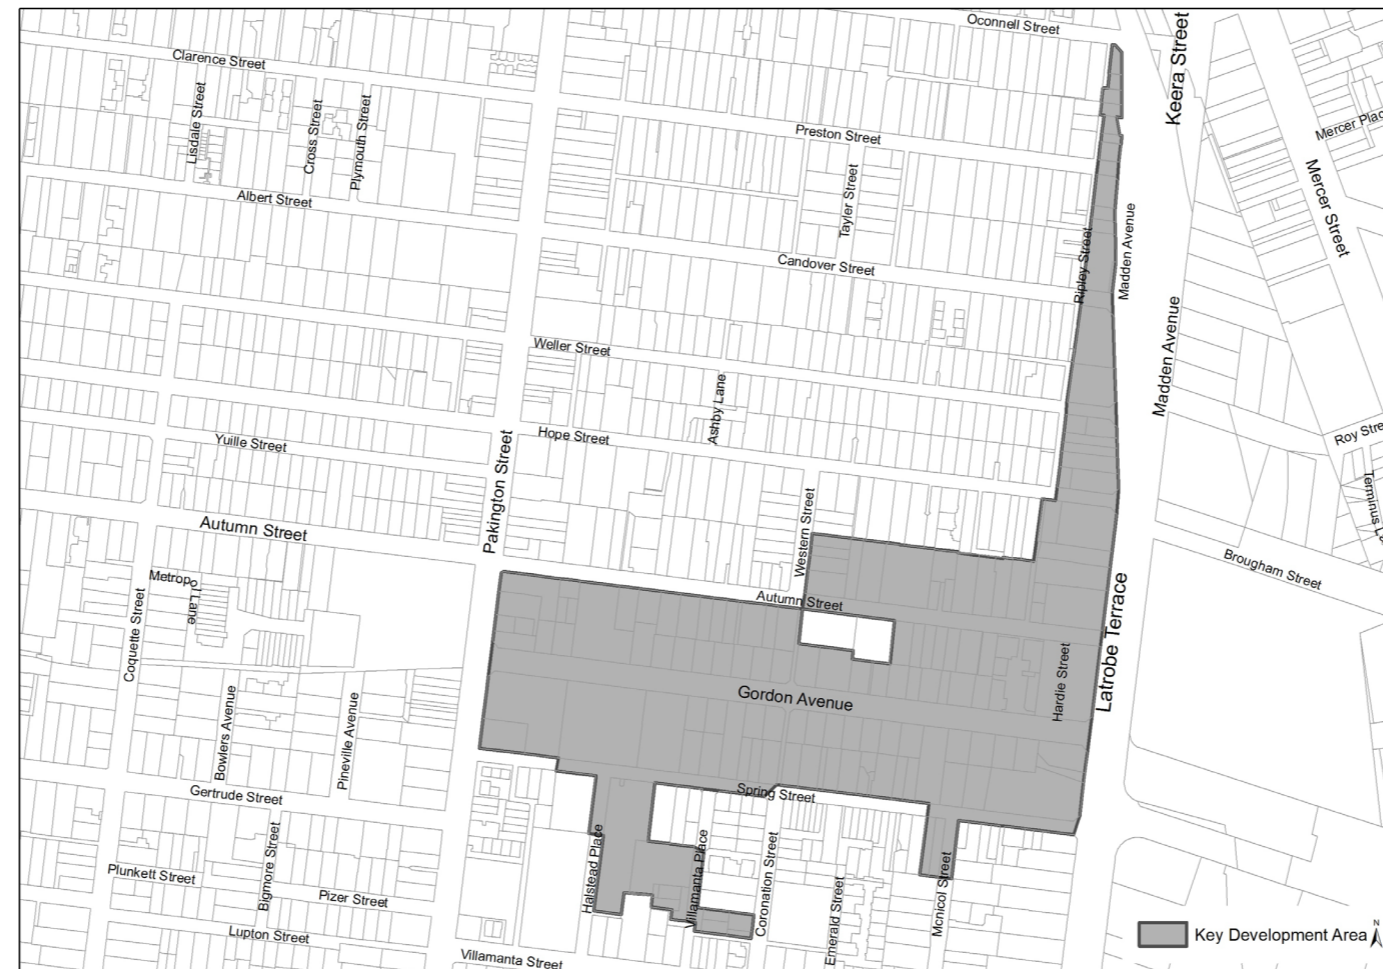 Oconnell Street
Keera Street
Clarence Street
Lisdale Street
Cross Street
Plymouth Street
Preston Street
Mercer Plac
Mercer Street
Albert Street
Tayler Street
Candover Street
Ripley Street
Madden Avenue
Madden Avenue
Weller Street
Ashby Lane
Yuille Street
Hope Street
Pakington Street
Roy Stre
Terminus La
Autumn Street
Western Street
Brougham Street
Metropol Lane
Coquette Street
Autumn Street
Latrobe Terrace
Hardie Street
Gordon Avenue
Bowlers Avenue
Pineville Avenue
Gertrude Street
Spring Street
Bigmore Street
Halstead Place
Villamanta Place
Coronation Street
Emerald Street
Mcnicol Street
Plunkett Street
Pizer Street
Lupton Street
Villamanta Street
Key Development Area
N